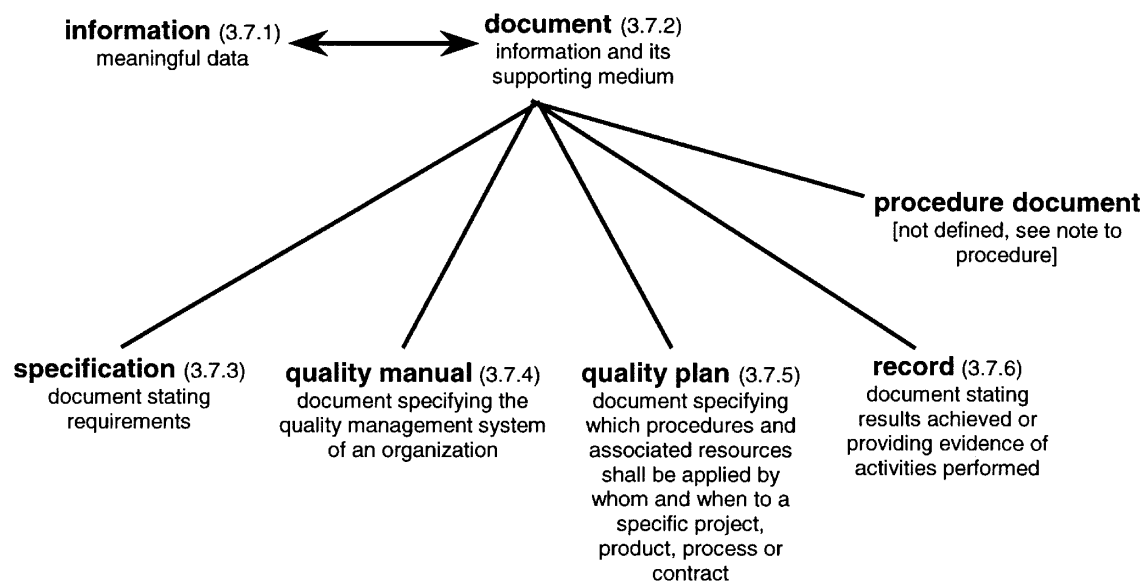 information (3.7.1)
meaningful data
document (3.7.2)
information and its
supporting medium
procedure document
[not defined, see note to
procedure]
specification (3.7.3)
document stating
requirements
quality manual (3.7.4)
document specifying the
quality management system
of an organization
quality plan (3.7.5)
document specifying
which procedures and
associated resources
shall be applied by
whom and when to a
specific project,
product, process or
contract
record (3.7.6)
document stating
results achieved or
providing evidence of
activities performed